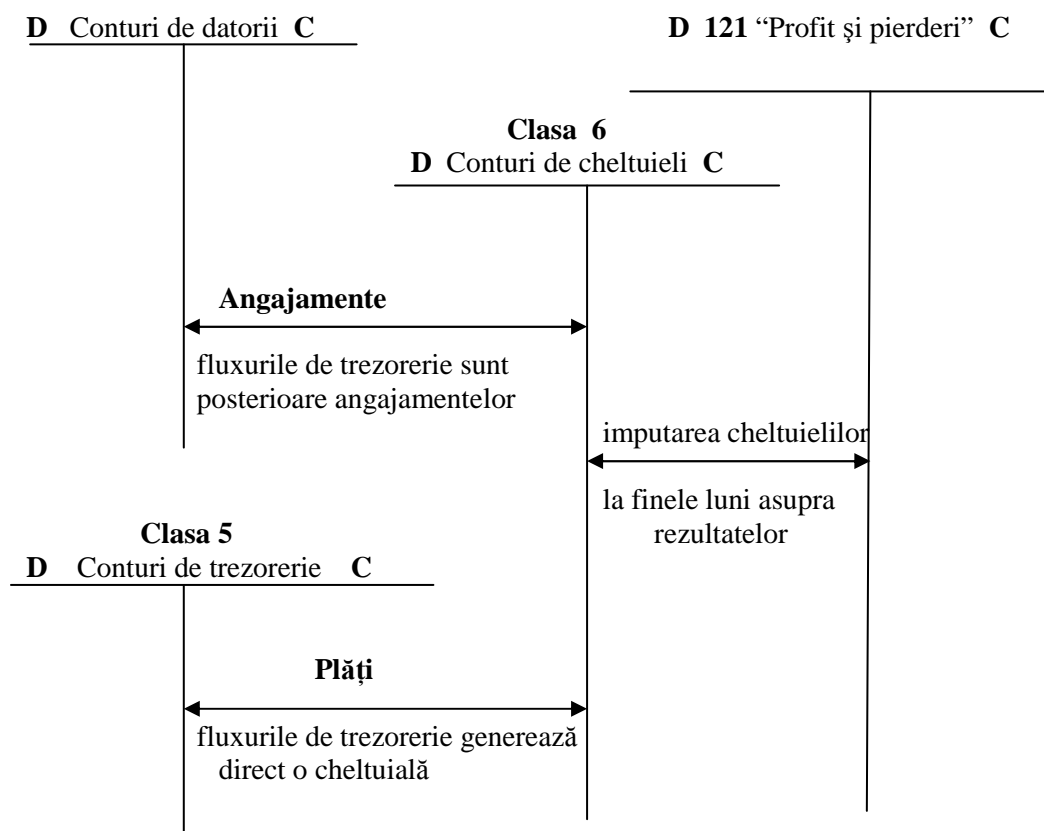 D Conturi de datorii C
D 121 “Profit şi pierderi” C
Clasa 6
D Conturi de cheltuieli C
Angajamente
fluxurile de trezorerie sunt
posterioare angajamentelor
imputarea cheltuielilor
la finele luni asupra
rezultatelor
Clasa 5
D Conturi de trezorerie C
Plăți
fluxurile de trezorerie generează
direct o cheltuială